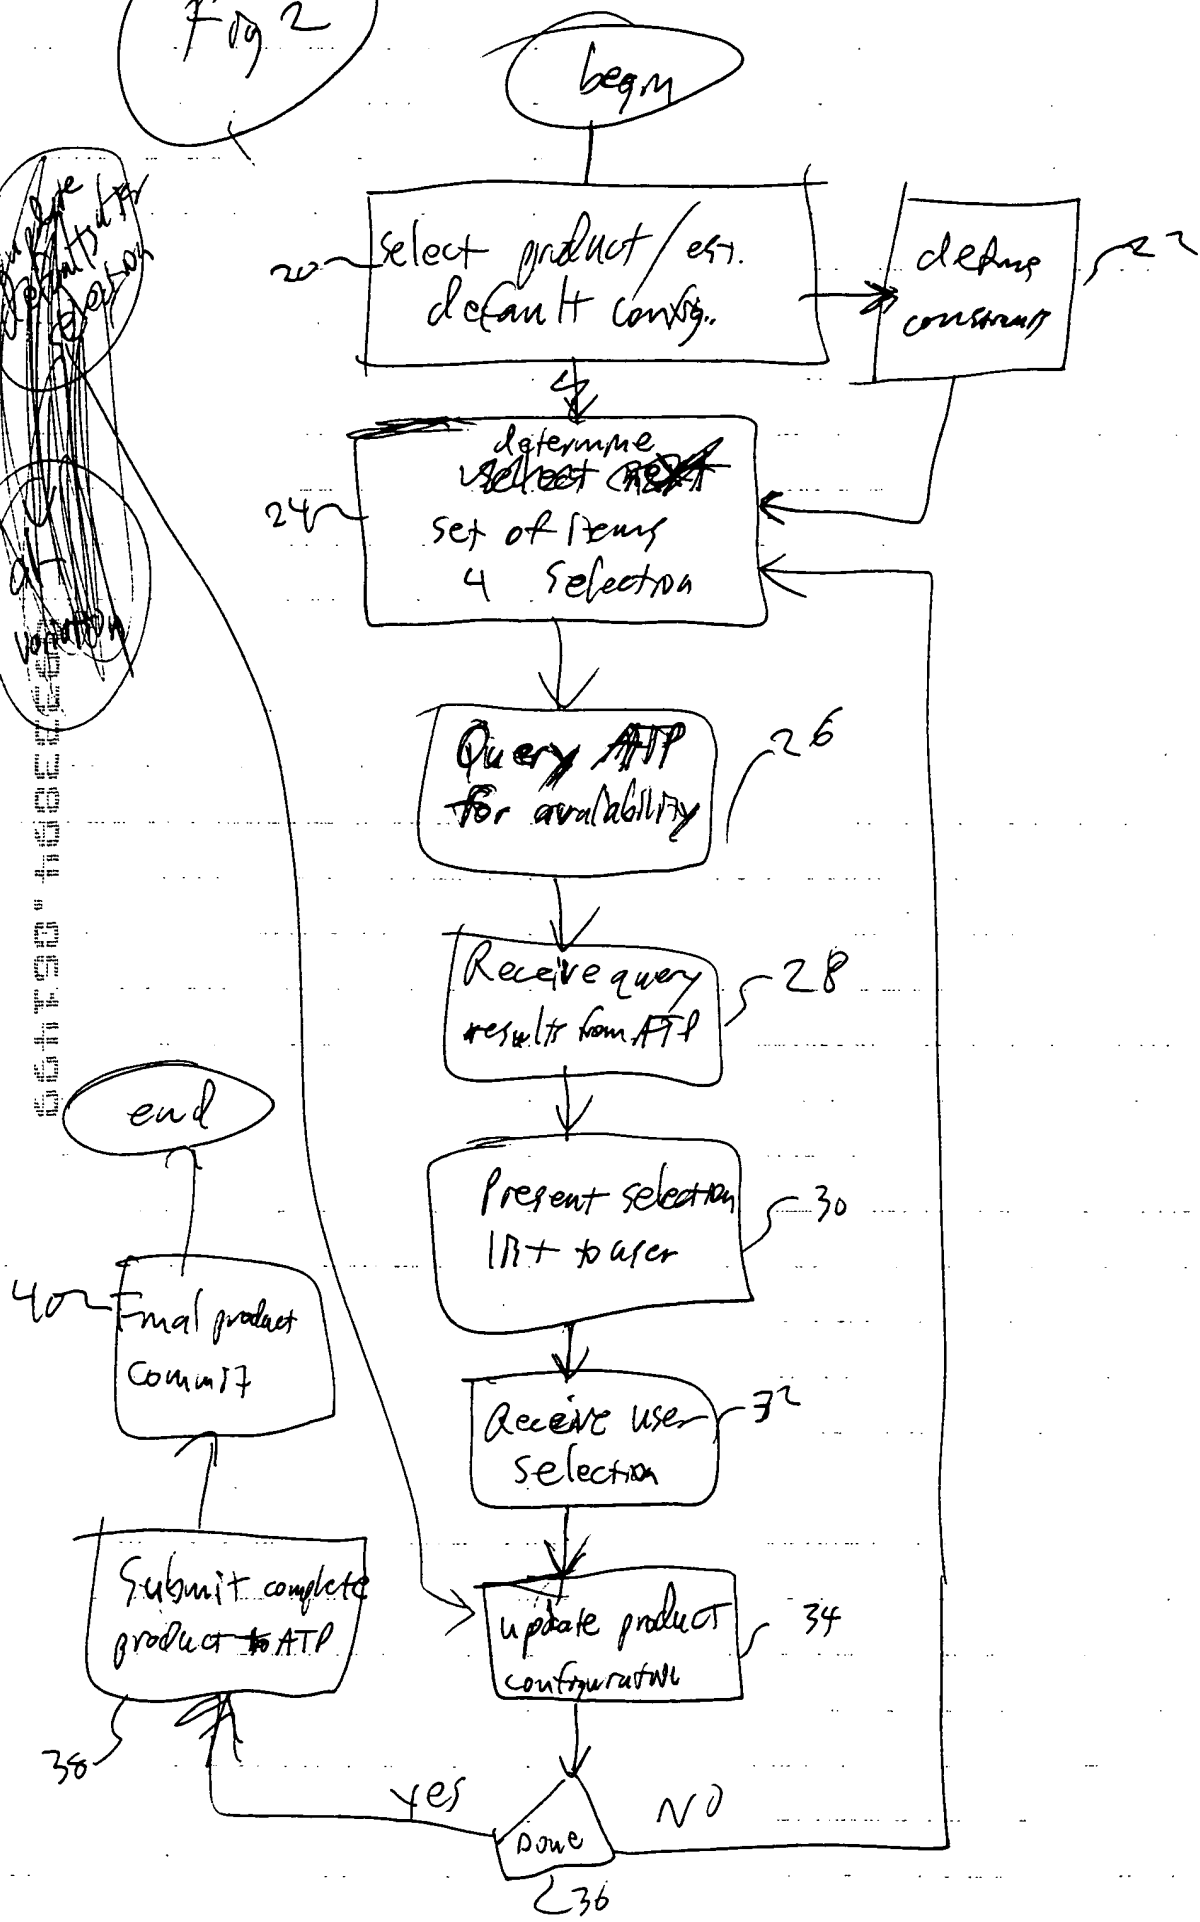 Fig 2
begin
20
select product / est.
default config.
define
constraints
22
determine
set of items
4 selection
24
Query ATP
for availability
26
Receive query
results from ATP
28
Present selection
list to user
30
Receive user
selection
32
update product
configuration
34
Done
36
Yes
NO
Submit complete
product to ATP
38
Final product
commit
40
end
alt
variation